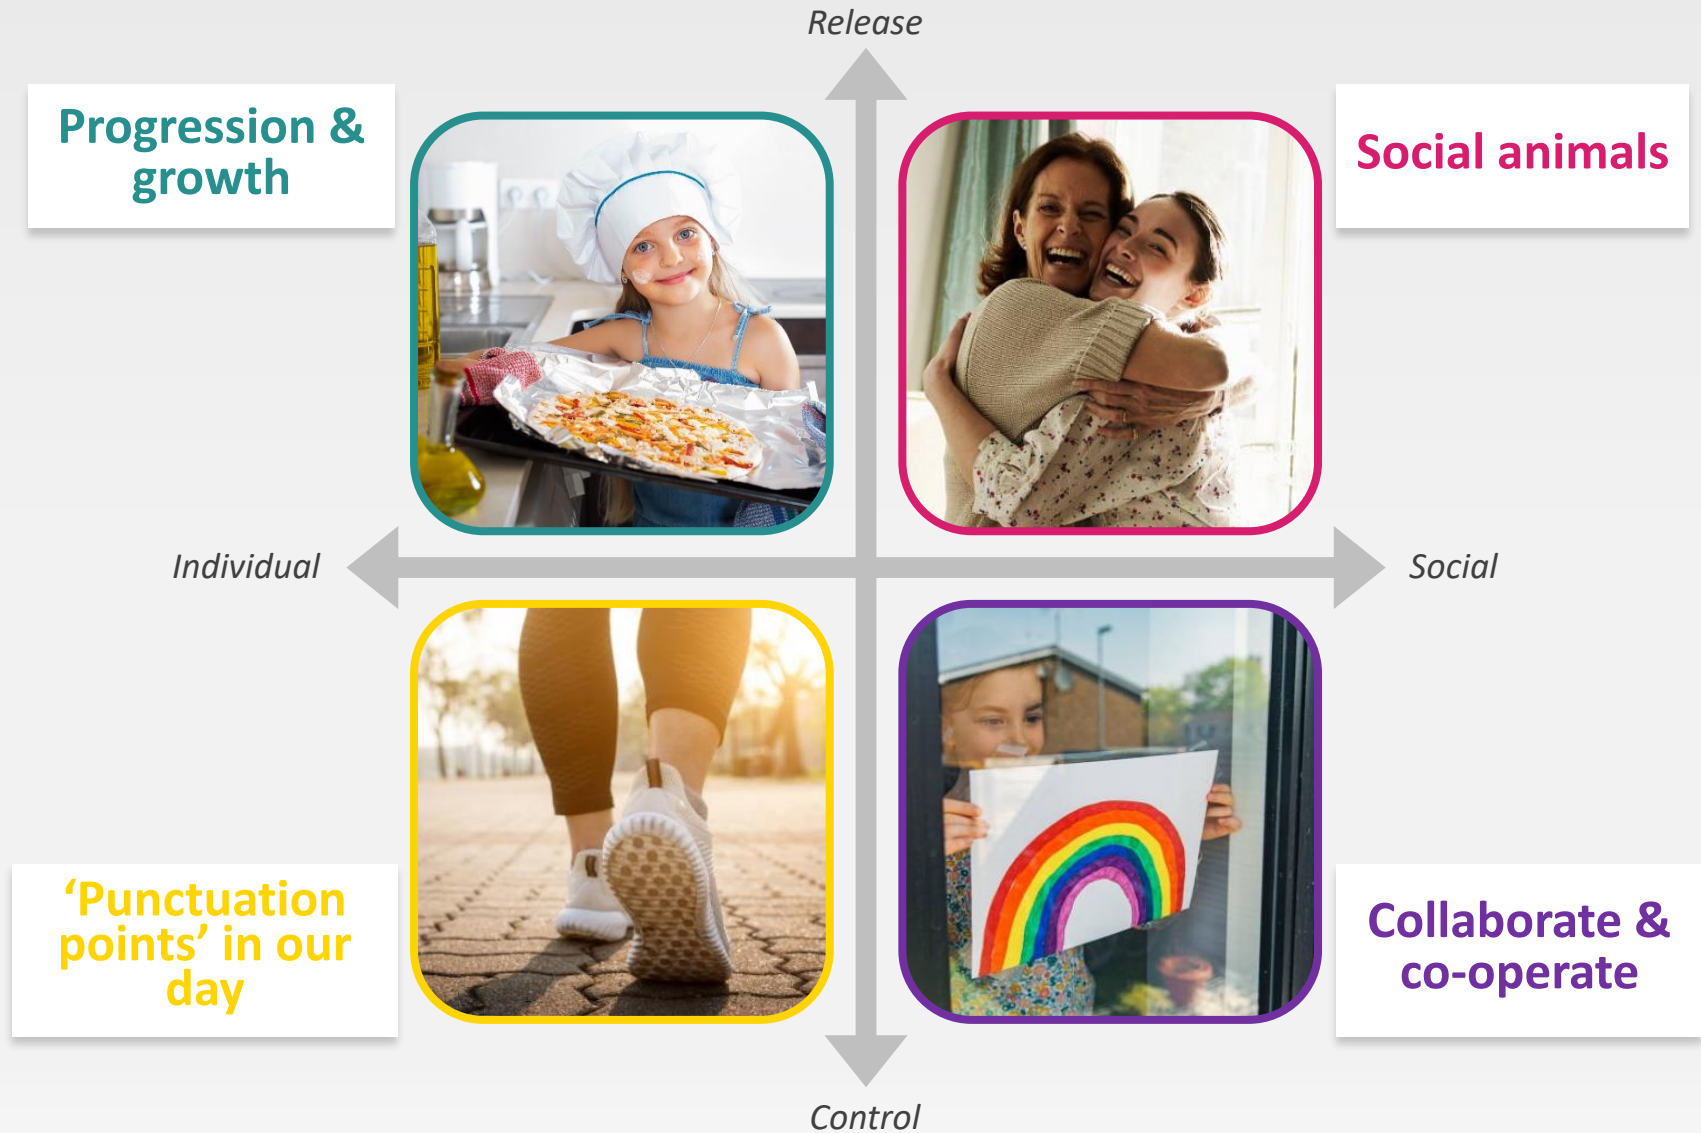 Release
Progression &
growth
Social animals
Individual
Social
‘Punctuation
points’ in our
day
Collaborate &
co-operate
Control